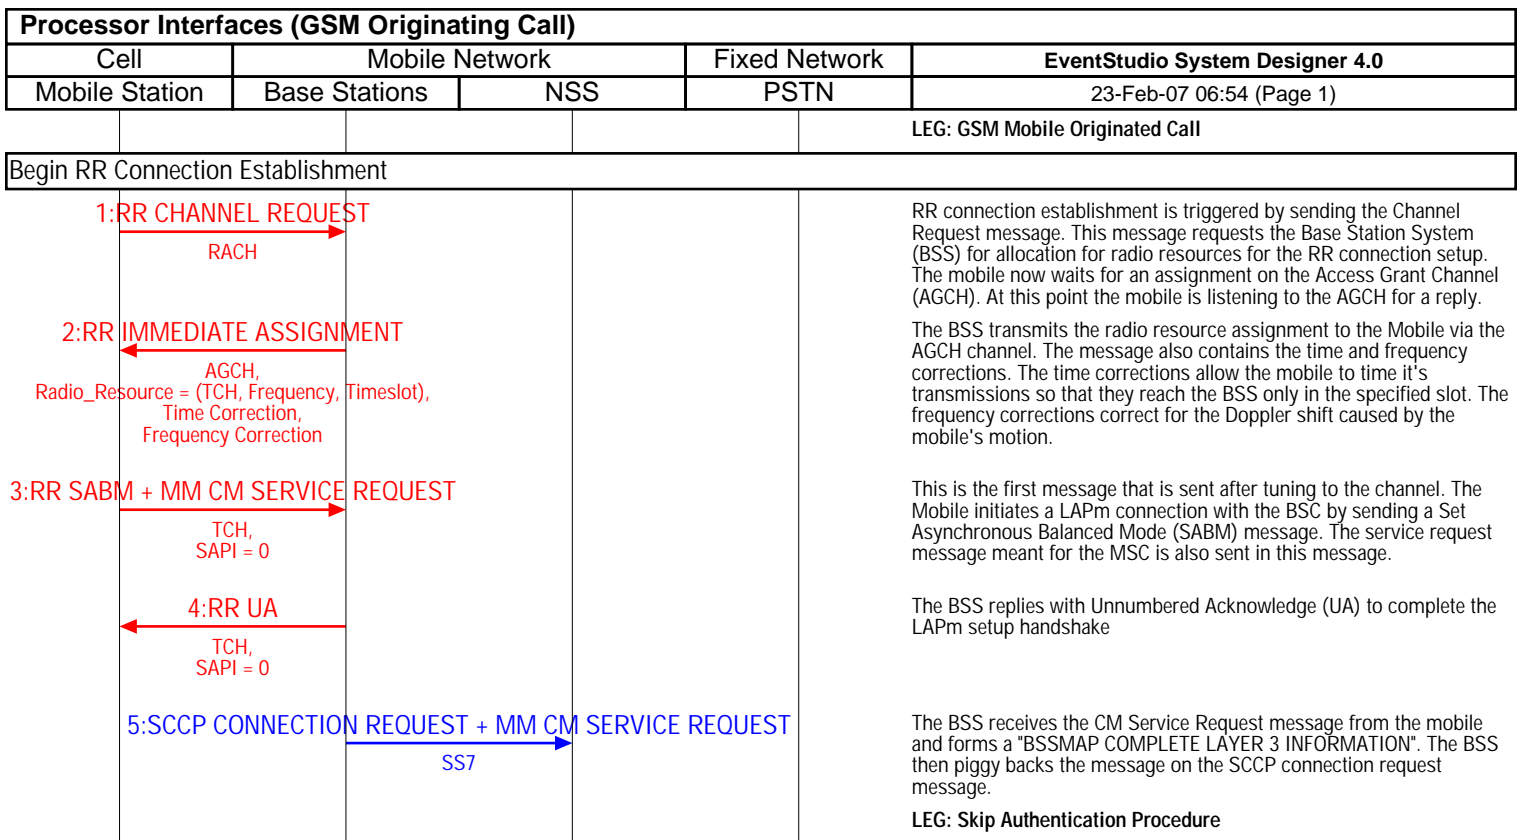 Processor Interfaces (GSM Originating Call)
Cell
Mobile Network
Fixed Network
EventStudio System Designer 4.0
Mobile Station
Base Stations
NSS
PSTN
23-Feb-07 06:54 (Page 1)
LEG: GSM Mobile Originated Call
Begin RR Connection Establishment
1:RR CHANNEL REQUEST
RACH
RR connection establishment is triggered by sending the Channel
Request message. This message requests the Base Station System
(BSS) for allocation for radio resources for the RR connection setup.
The mobile now waits for an assignment on the Access Grant Channel
(AGCH). At this point the mobile is listening to the AGCH for a reply.
2:RR IMMEDIATE ASSIGNMENT
AGCH,
Radio_Resource = (TCH, Frequency, Timeslot),
Time Correction,
Frequency Correction
The BSS transmits the radio resource assignment to the Mobile via the
AGCH channel. The message also contains the time and frequency
corrections. The time corrections allow the mobile to time it's
transmissions so that they reach the BSS only in the specified slot. The
frequency corrections correct for the Doppler shift caused by the
mobile's motion.
3:RR SABM + MM CM SERVICE REQUEST
TCH,
SAPI = 0
This is the first message that is sent after tuning to the channel. The
Mobile initiates a LAPm connection with the BSC by sending a Set
Asynchronous Balanced Mode (SABM) message. The service request
message meant for the MSC is also sent in this message.
4:RR UA
TCH,
SAPI = 0
The BSS replies with Unnumbered Acknowledge (UA) to complete the
LAPm setup handshake
5:SCCP CONNECTION REQUEST + MM CM SERVICE REQUEST
SS7
The BSS receives the CM Service Request message from the mobile
and forms a "BSSMAP COMPLETE LAYER 3 INFORMATION". The BSS
then piggy backs the message on the SCCP connection request
message.
LEG: Skip Authentication Procedure